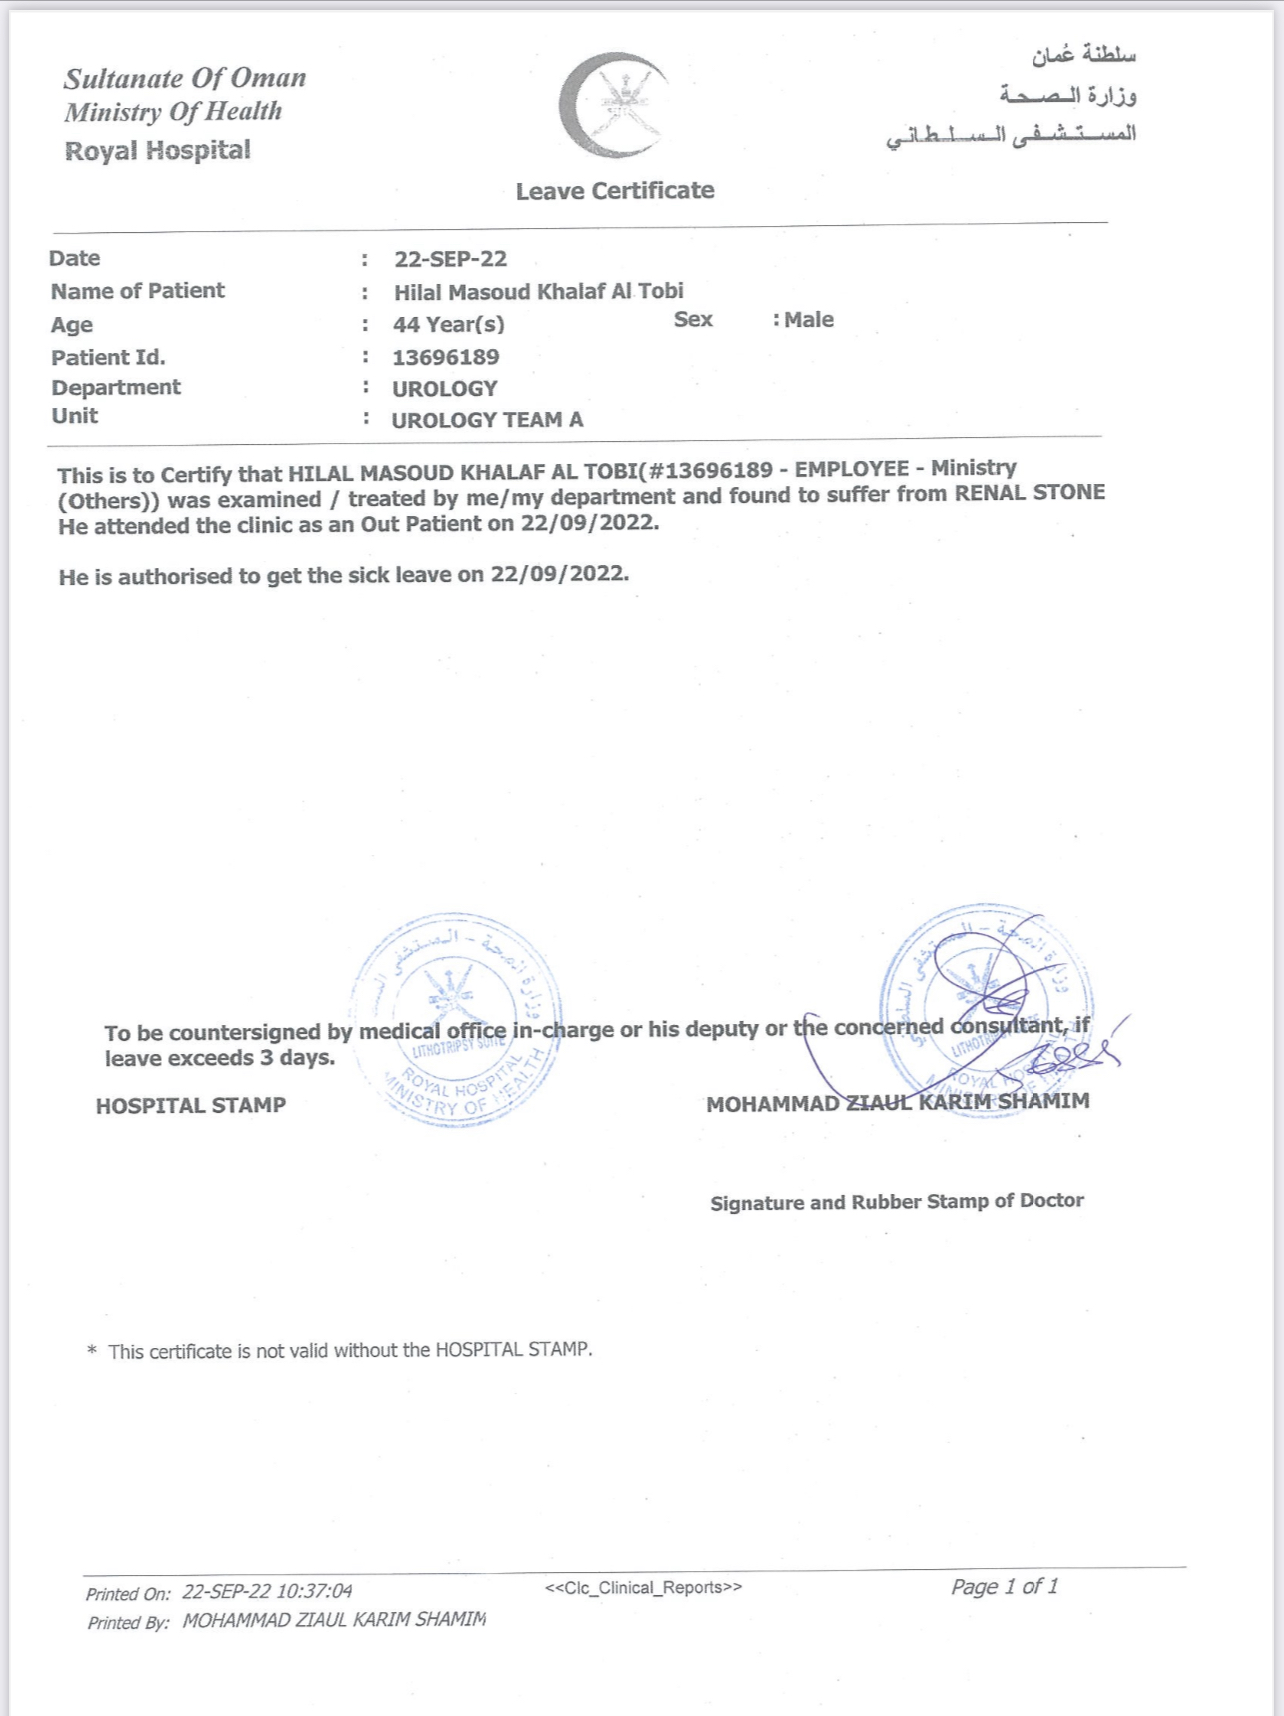 Sultanate Of Oman
Ministry Of Health
Royal Hospital
سلطنة عُمان
وزارة الـصـحـة
المسـتـشـفـى الـسـلـطـانـي
Leave Certificate
Date : 22-SEP-22
Name of Patient : Hilal Masoud Khalaf Al Tobi
Age : 44 Year(s) Sex : Male
Patient Id. : 13696189
Department : UROLOGY
Unit : UROLOGY TEAM A
This is to Certify that HILAL MASOUD KHALAF AL TOBI(#13696189 - EMPLOYEE - Ministry
(Others)) was examined / treated by me/my department and found to suffer from RENAL STONE
He attended the clinic as an Out Patient on 22/09/2022.
He is authorised to get the sick leave on 22/09/2022.
وزارة الصحة - المستشفى
LITHOTRIPSY SUITE
ROYAL HOSPITAL
MINISTRY OF HEALTH
وزارة الصحة - المستشفى السلطاني
LITHOTRIPSY
ROYAL HOSPITAL
To be countersigned by medical office in-charge or his deputy or the concerned consultant, if
leave exceeds 3 days.
HOSPITAL STAMP
MOHAMMAD ZIAUL KARIM SHAMIM
Signature and Rubber Stamp of Doctor
* This certificate is not valid without the HOSPITAL STAMP.
Printed On: 22-SEP-22 10:37:04 <<Clc_Clinical_Reports>> Page 1 of 1
Printed By: MOHAMMAD ZIAUL KARIM SHAMIM